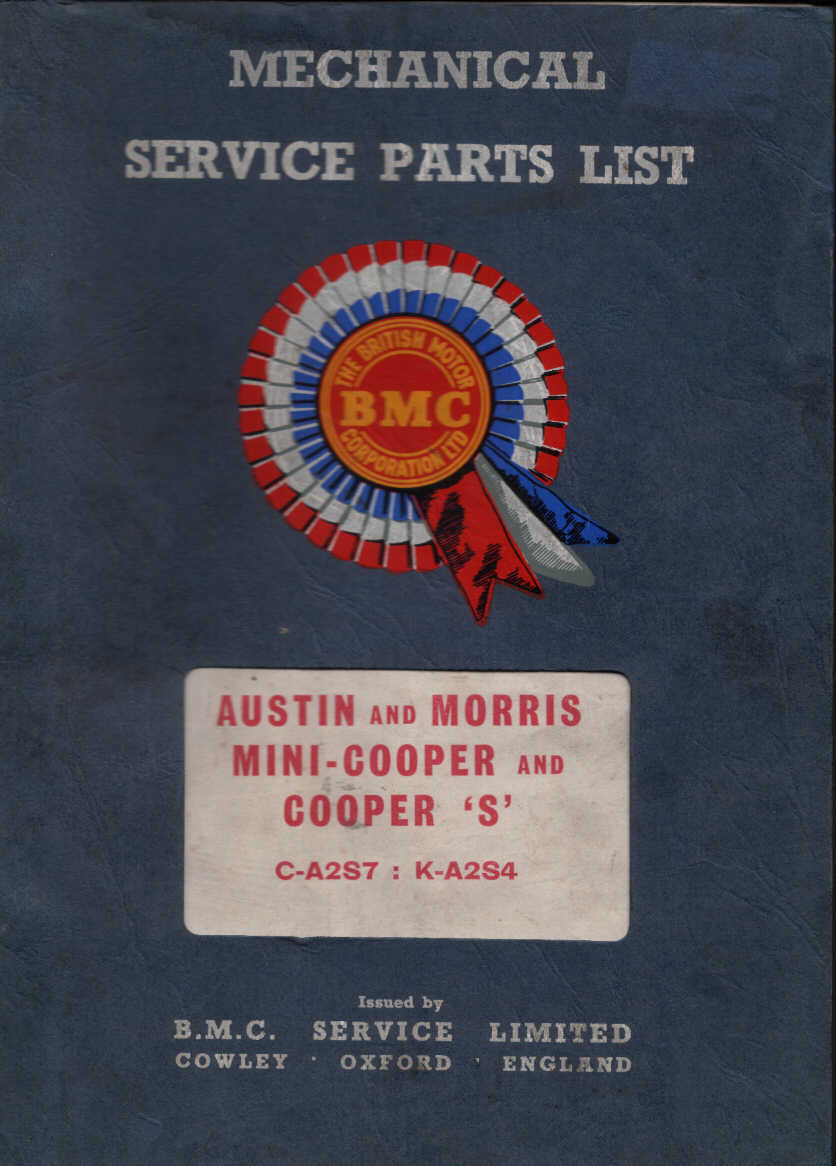 MECHANICAL
SERVICE PARTS LIST
THE BRITISH MOTOR
BMC
CORPORATION LTD
AUSTIN AND MORRIS
MINI-COOPER AND
COOPER ‘S’
C-A2S7 : K-A2S4
Issued by
B.M.C. SERVICE LIMITED
COWLEY · OXFORD · ENGLAND